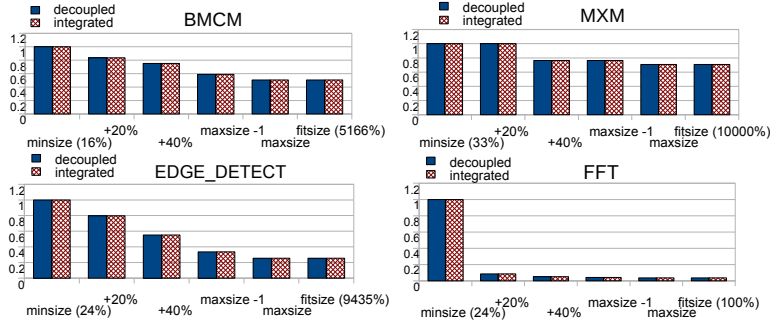 decoupled
integrated
BMCM
1.2
1
0.8
0.6
0.4
0.2
0
minsize (16%)
+20%
+40%
maxsize -1
maxsize
fitsize (5166%)
decoupled
integrated
MXM
1.2
1
0.8
0.6
0.4
0.2
0
minsize (33%)
+20%
+40%
maxsize -1
maxsize
fitsize (10000%)
decoupled
integrated
EDGE_DETECT
1.2
1
0.8
0.6
0.4
0.2
0
minsize (24%)
+20%
+40%
maxsize -1
maxsize
fitsize (9435%)
decoupled
integrated
FFT
1.2
1
0.8
0.6
0.4
0.2
0
minsize (24%)
+20%
+40%
maxsize -1
maxsize
fitsize (100%)